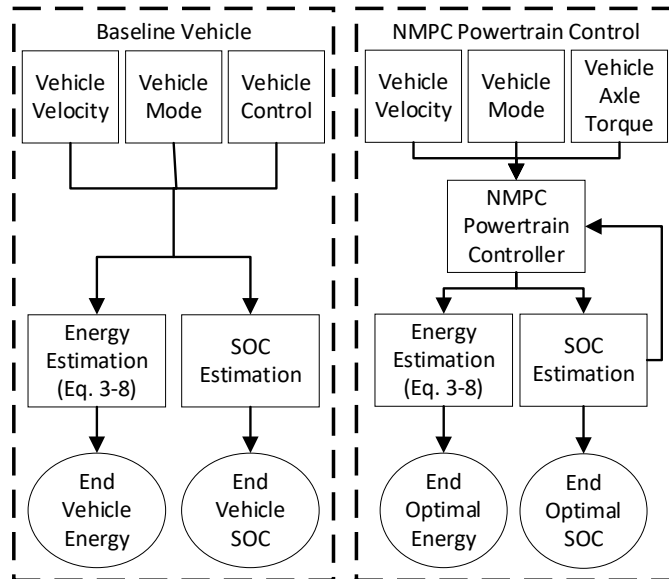 Baseline Vehicle
Vehicle
Velocity
Vehicle
Mode
Vehicle
Control
Energy
Estimation
(Eq. 3-8)
SOC
Estimation
End
Vehicle
Energy
End
Vehicle
SOC
NMPC Powertrain Control
Vehicle
Velocity
Vehicle
Mode
Vehicle
Axle
Torque
NMPC
Powertrain
Controller
Energy
Estimation
(Eq. 3-8)
SOC
Estimation
End
Optimal
Energy
End
Optimal
SOC